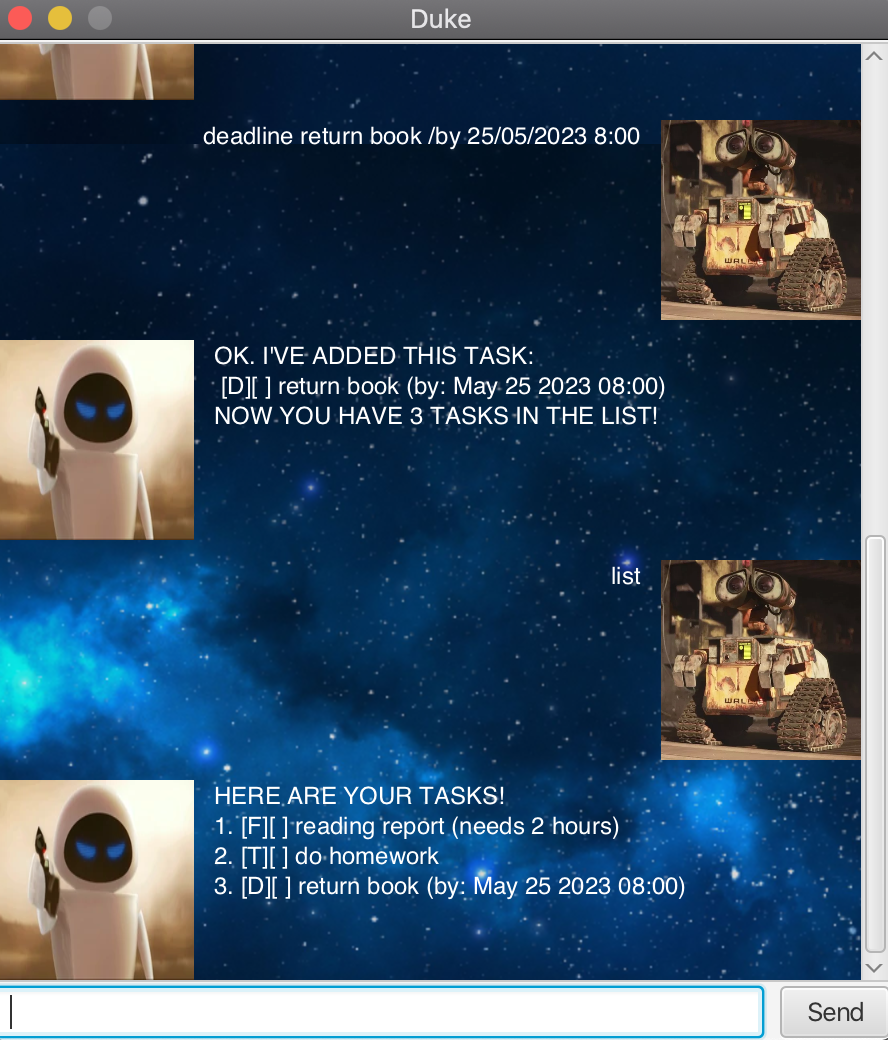 Duke
deadline return book /by 25/05/2023 8:00
WALL
OK. I'VE ADDED THIS TASK:
[D][ ] return book (by: May 25 2023 08:00)
NOW YOU HAVE 3 TASKS IN THE LIST!
list
WALL
HERE ARE YOUR TASKS!
1. [F][ ] reading report (needs 2 hours)
2. [T][ ] do homework
3. [D][ ] return book (by: May 25 2023 08:00)
Send